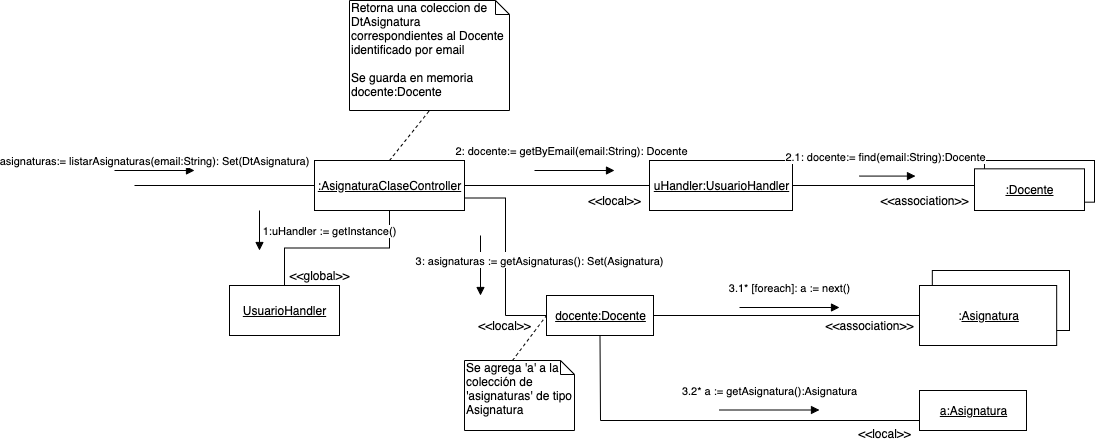 Retorna una coleccion de
DtAsignatura
correspondientes al Docente
identificado por email
Se guarda en memoria
docente:Docente
asignaturas:= listarAsignaturas(email:String): Set(DtAsignatura)
:AsignaturaClaseController
2: docente:= getByEmail(email:String): Docente
uHandler:UsuarioHandler
<<local>>
2.1: docente:= find(email:String):Docente
:Docente
<<association>>
1:uHandler := getInstance()
<<global>>
UsuarioHandler
3: asignaturas := getAsignaturas(): Set(Asignatura)
<<local>>
docente:Docente
3.1* [foreach]: a := next()
<<association>>
:Asignatura
Se agrega 'a' a la
colección de
'asignaturas' de tipo
Asignatura
3.2* a := getAsignatura():Asignatura
a:Asignatura
<<local>>